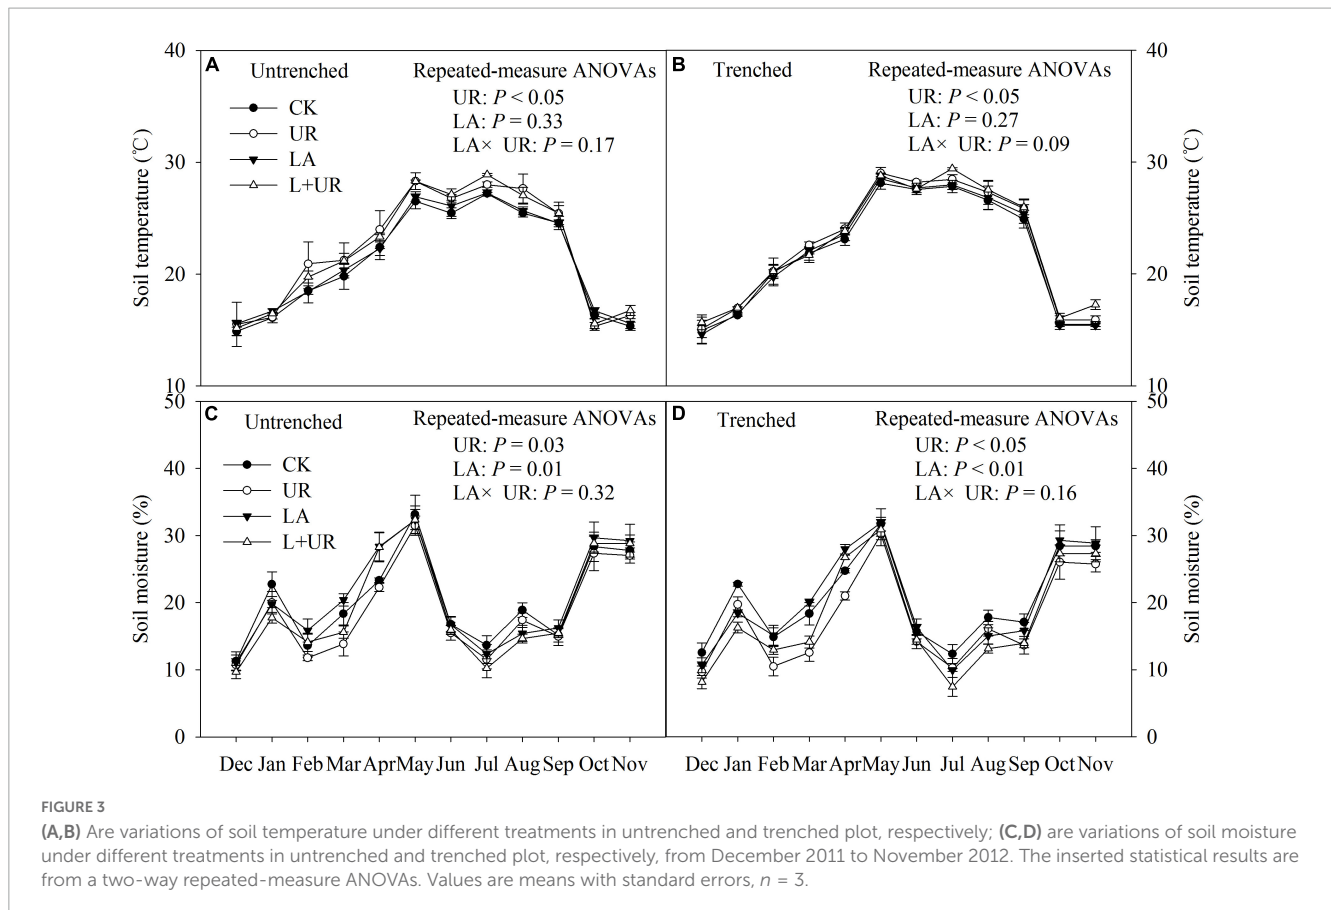 40
A
Untrenched
Repeated-measure ANOVAs
UR: P < 0.05
LA: P = 0.33
LA× UR: P = 0.17
CK
UR
LA
L+UR
30
20
10
Soil temperature (℃)
B
Trenched
Repeated-measure ANOVAs
UR: P < 0.05
LA: P = 0.27
LA× UR: P = 0.09
40
30
20
10
Soil temperature (℃)
50
C
Untrenched
Repeated-measure ANOVAs
UR: P = 0.03
LA: P = 0.01
LA× UR: P = 0.32
CK
UR
LA
L+UR
40
30
20
10
0
Soil moisture (%)
Dec Jan Feb Mar Apr May Jun Jul Aug Sep Oct Nov
D
Trenched
Repeated-measure ANOVAs
UR: P < 0.05
LA: P < 0.01
LA× UR: P = 0.16
50
40
30
20
10
0
Soil moisture (%)
Dec Jan Feb Mar Apr May Jun Jul Aug Sep Oct Nov
FIGURE 3
(A,B) Are variations of soil temperature under different treatments in untrenched and trenched plot, respectively; (C,D) are variations of soil moisture
under different treatments in untrenched and trenched plot, respectively, from December 2011 to November 2012. The inserted statistical results are
from a two-way repeated-measure ANOVAs. Values are means with standard errors, n = 3.